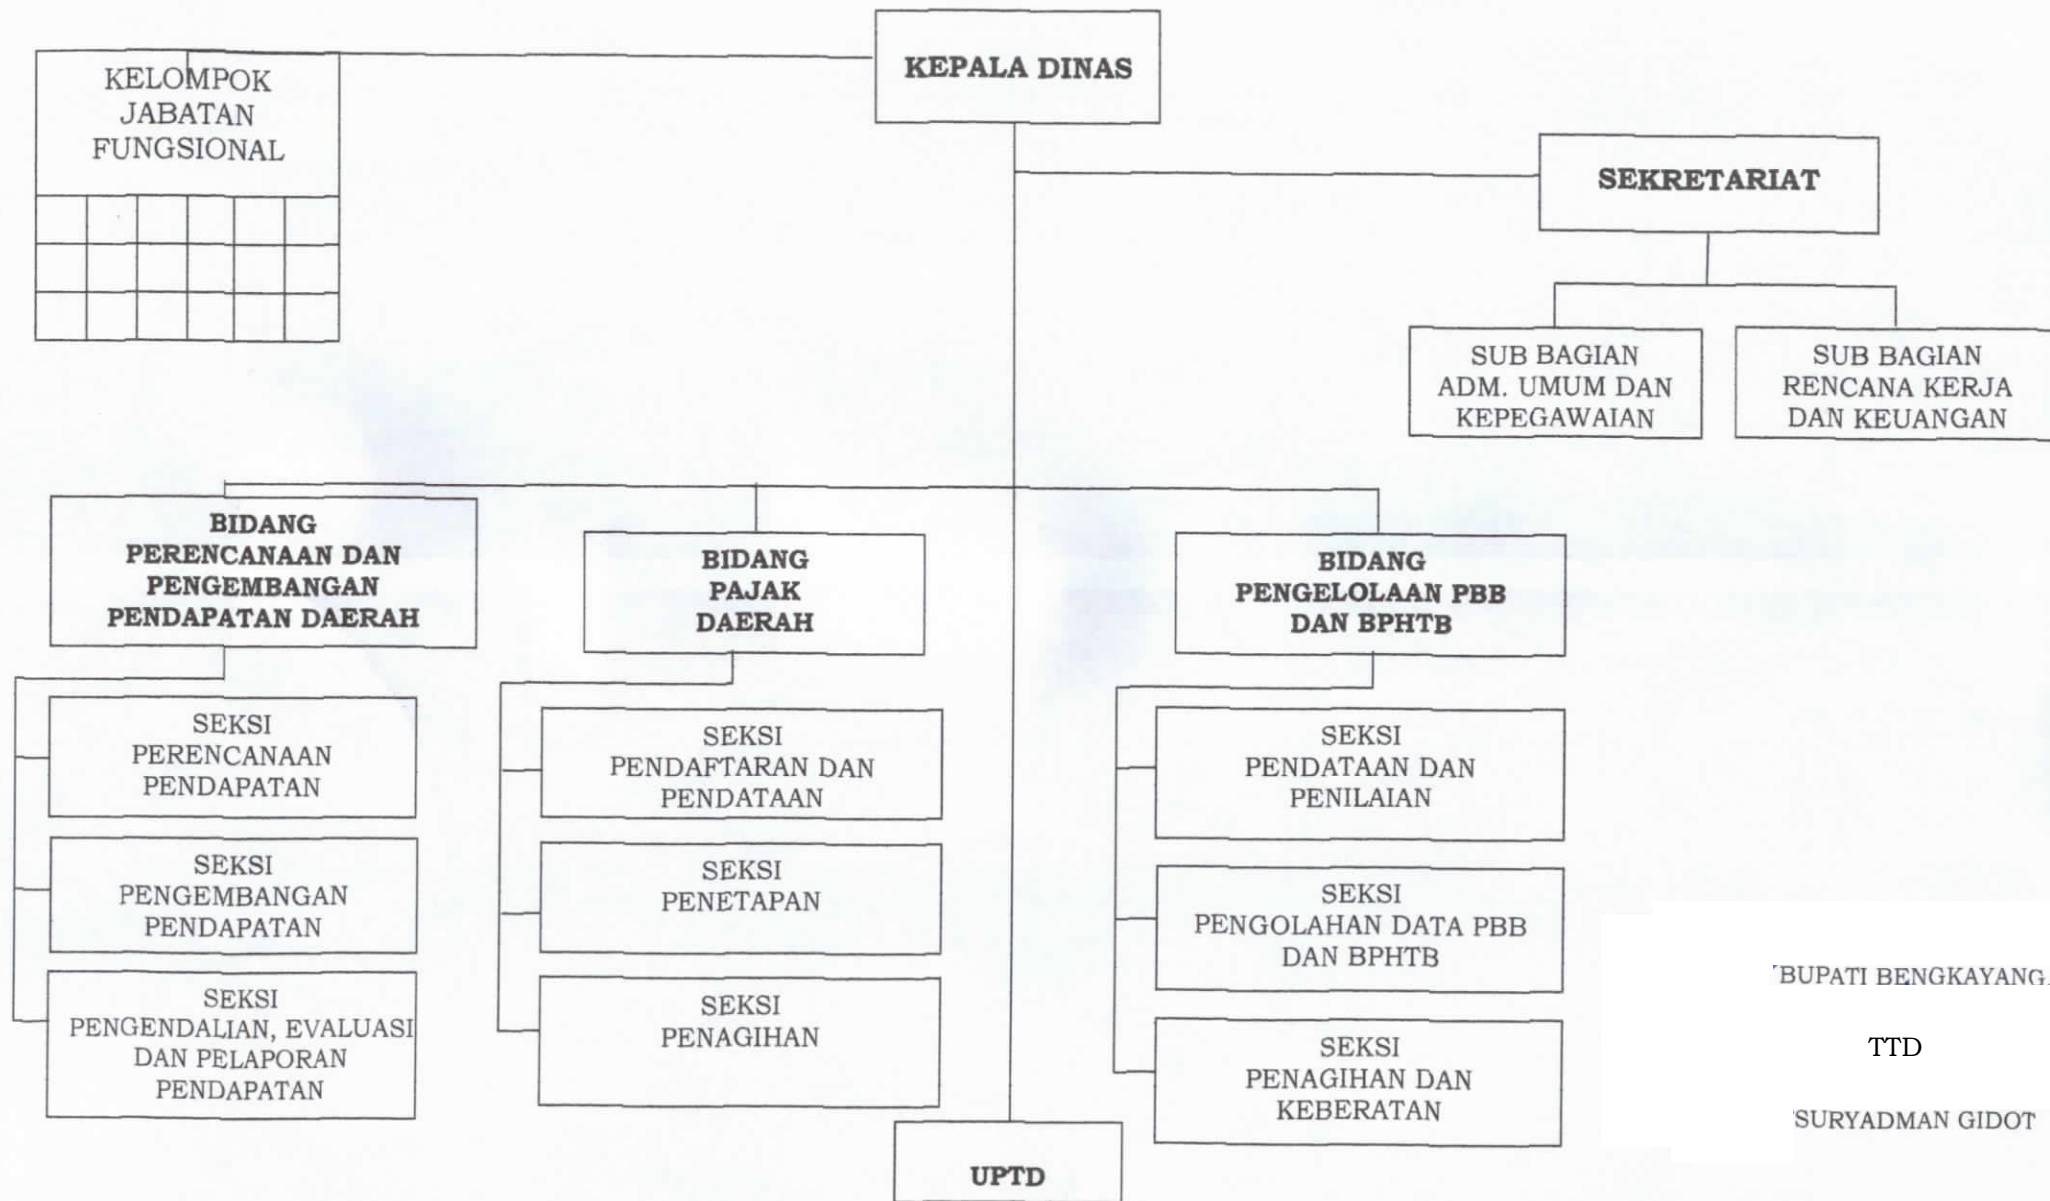 KEPALA DINAS
KELOMPOK
JABATAN
FUNGSIONAL
SEKRETARIAT
SUB BAGIAN
ADM. UMUM DAN
KEPEGAWAIAN
SUB BAGIAN
RENCANA KERJA
DAN KEUANGAN
BIDANG
PERENCANAAN DAN
PENGEMBANGAN
PENDAPATAN DAERAH
SEKSI
PERENCANAAN
PENDAPATAN
SEKSI
PENGEMBANGAN
PENDAPATAN
SEKSI
PENGENDALIAN, EVALUASI
DAN PELAPORAN
PENDAPATAN
BIDANG
PAJAK
DAERAH
SEKSI
PENDAFTARAN DAN
PENDATAAN
SEKSI
PENETAPAN
SEKSI
PENAGIHAN
BIDANG
PENGELOLAAN PBB
DAN BPHTB
SEKSI
PENDATAAN DAN
PENILAIAN
SEKSI
PENGOLAHAN DATA PBB
DAN BPHTB
SEKSI
PENAGIHAN DAN
KEBERATAN
UPTD
BUPATI BENGKAYANG,
TTD
SURYADMAN GIDOT